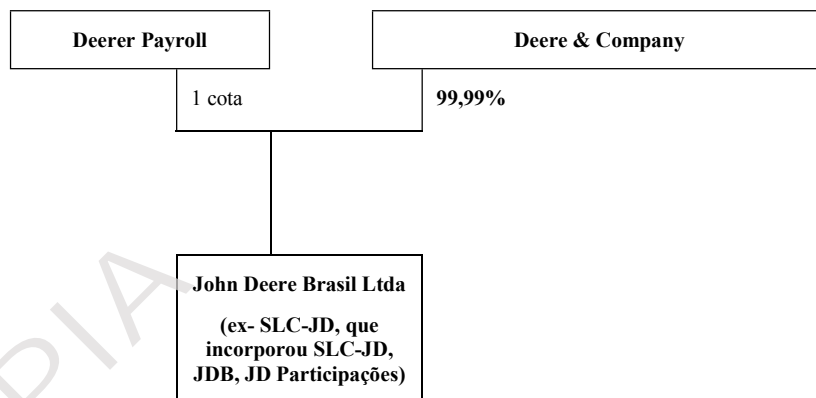 Deerer Payroll
Deere & Company
1 cota
99,99%
John Deere Brasil Ltda
(ex- SLC-JD, que
incorporou SLC-JD,
JDB, JD Participações)
PIA